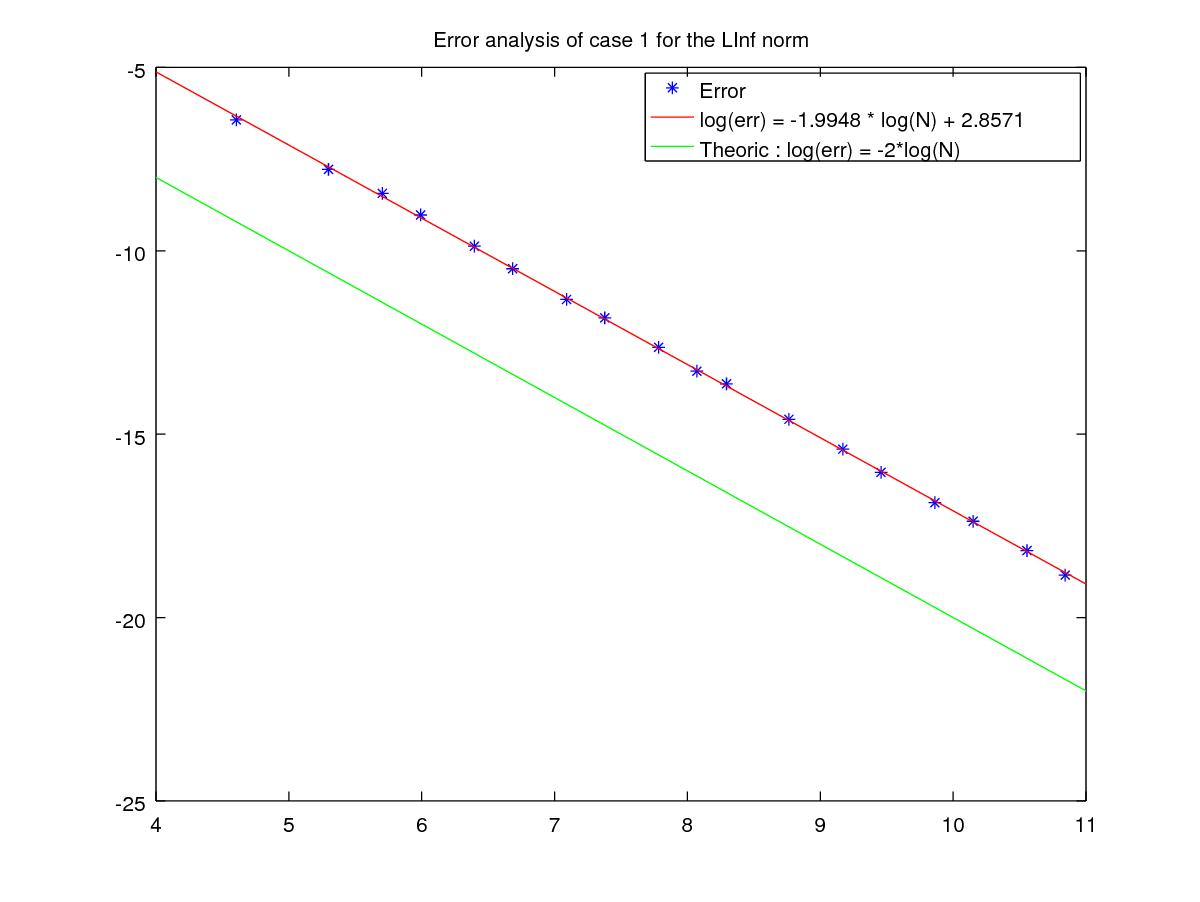 Error analysis of case 1 for the LInf norm
Error
log(err) = -1.9948 * log(N) + 2.8571
Theoric : log(err) = -2*log(N)
-5
-10
-15
-20
-25
4 5 6 7 8 9 10 11